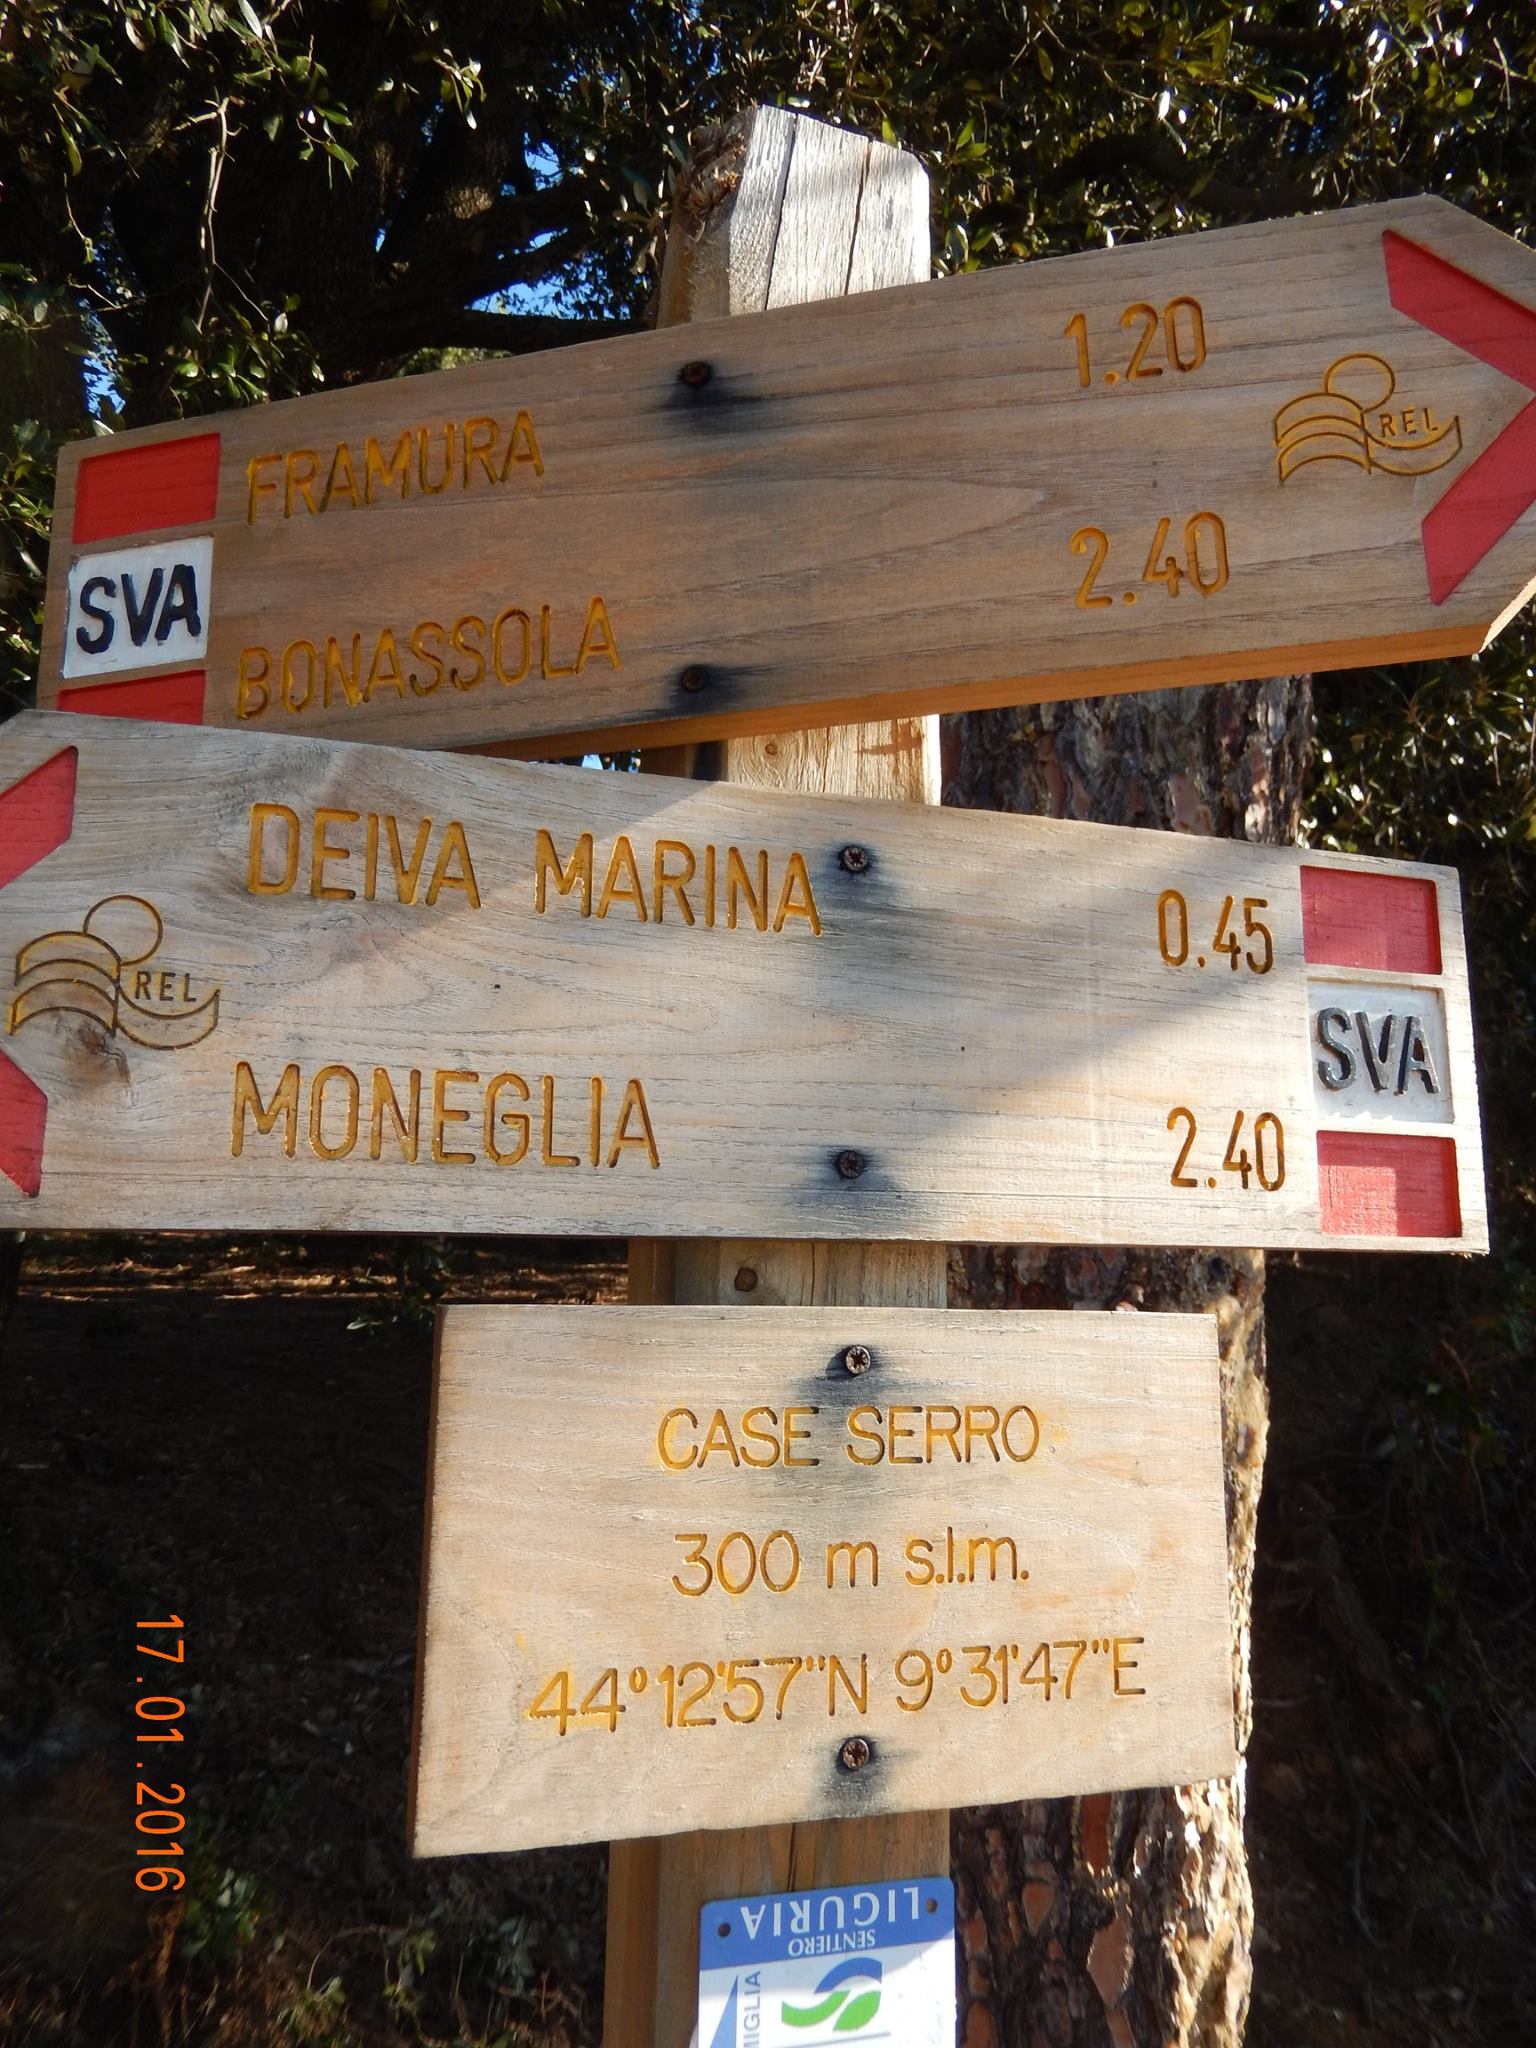 FRAMURA 1.20
REL
SVA
BONASSOLA 2.40
DEIVA MARINA 0.45
REL
SVA
MONEGLIA 2.40
CASE SERRO
300 m s.l.m.
44°12'57"N 9°31'47"E
LIGURIA
SENTIERO
17.01.2016